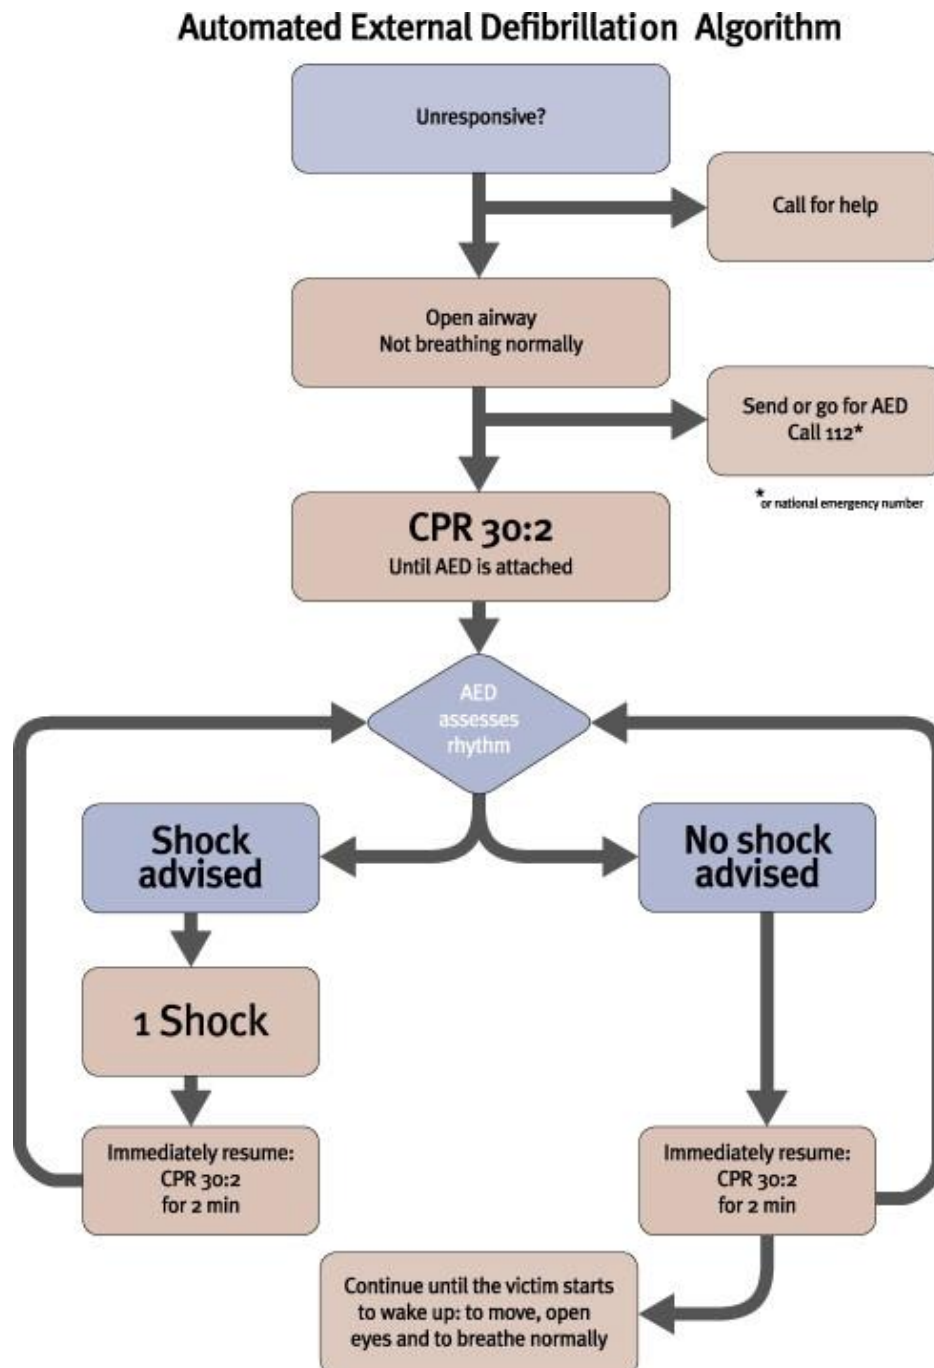 Automated External Defibrillation Algorithm
Unresponsive?
Call for help
Open airway
Not breathing normally
Send or go for AED
Call 112*
*or national emergency number
CPR 30:2
Until AED is attached
AED
assesses
rhythm
Shock
advised
No shock
advised
1 Shock
Immediately resume:
CPR 30:2
for 2 min
Immediately resume:
CPR 30:2
for 2 min
Continue until the victim starts
to wake up: to move, open
eyes and to breathe normally